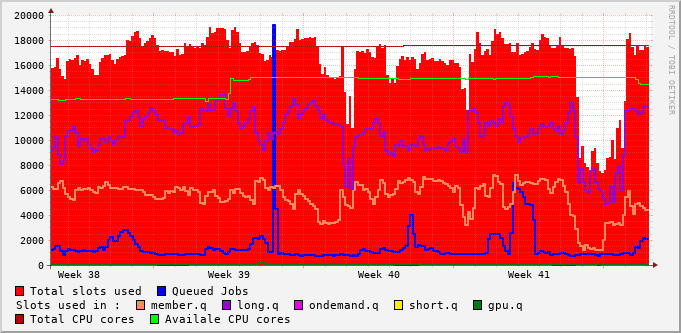 20000
18000
16000
14000
12000
10000
8000
6000
4000
2000
0
Week 38 Week 39 Week 40 Week 41
RRDTOOL / TOBI OETIKER
Total slots used Queued Jobs
Slots used in : member.q long.q ondemand.q short.q gpu.q
Total CPU cores Availale CPU cores